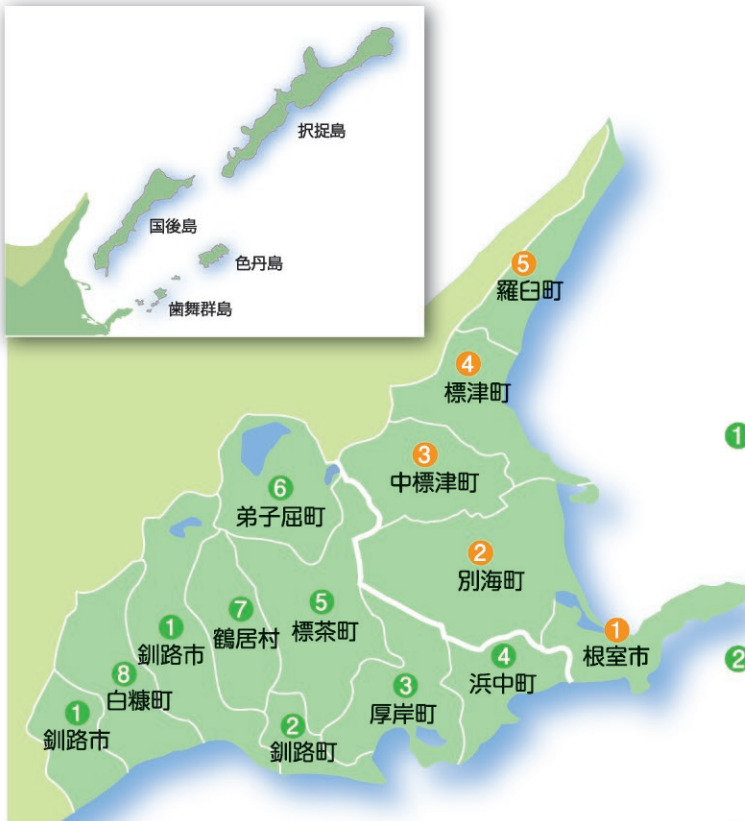 択捉島
国後島
色丹島
歯舞群島
5
羅臼町
4
標津町
3
中標津町
6
弟子屈町
2
別海町
1
根室市
5
標茶町
7
鶴居村
1
釧路市
4
浜中町
8
白糠町
3
厚岸町
1
釧路市
2
釧路町
1
2